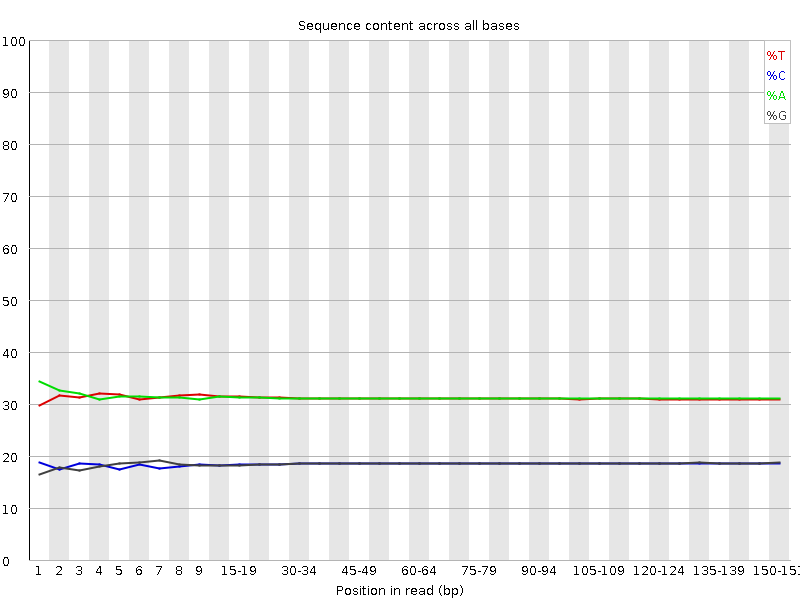 Sequence content across all bases
100
90
80
70
60
50
40
30
20
10
0
%T
%C
%A
%G
1 2 3 4 5 6 7 8 9 15-19 30-34 45-49 60-64 75-79 90-94 105-109 120-124 135-139 150-151
Position in read (bp)